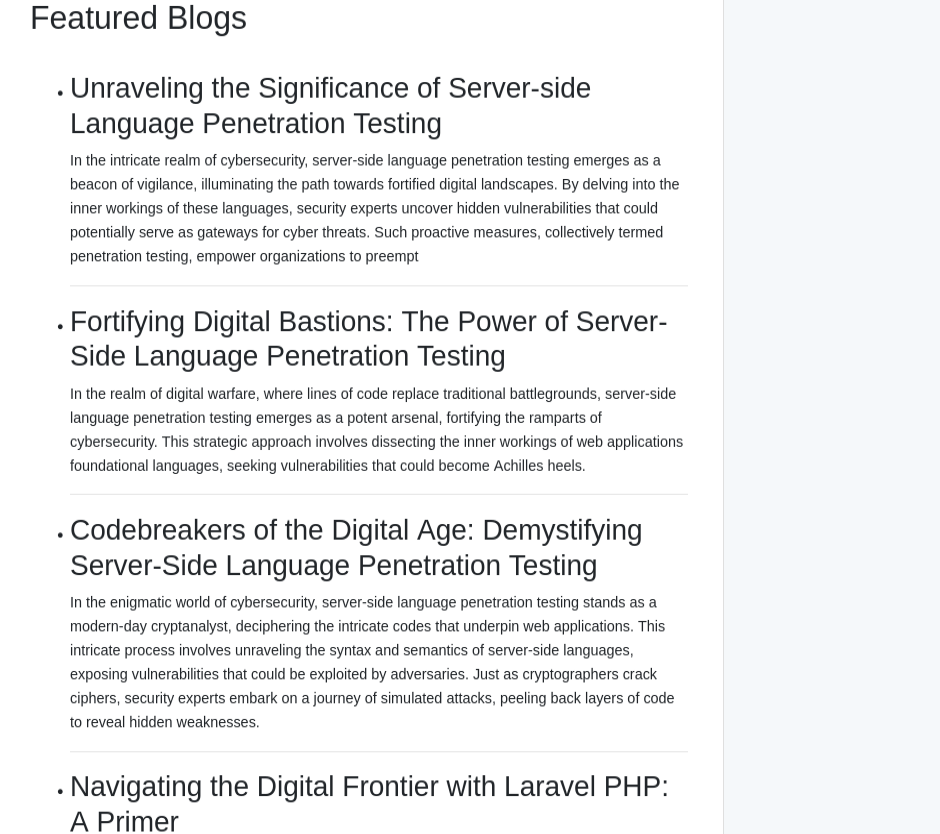 Featured Blogs
Unraveling the Significance of Server-side
Language Penetration Testing
In the intricate realm of cybersecurity, server-side language penetration testing emerges as a
beacon of vigilance, illuminating the path towards fortified digital landscapes. By delving into the
inner workings of these languages, security experts uncover hidden vulnerabilities that could
potentially serve as gateways for cyber threats. Such proactive measures, collectively termed
penetration testing, empower organizations to preempt
Fortifying Digital Bastions: The Power of Server-
Side Language Penetration Testing
In the realm of digital warfare, where lines of code replace traditional battlegrounds, server-side
language penetration testing emerges as a potent arsenal, fortifying the ramparts of
cybersecurity. This strategic approach involves dissecting the inner workings of web applications
foundational languages, seeking vulnerabilities that could become Achilles heels.
Codebreakers of the Digital Age: Demystifying
Server-Side Language Penetration Testing
In the enigmatic world of cybersecurity, server-side language penetration testing stands as a
modern-day cryptanalyst, deciphering the intricate codes that underpin web applications. This
intricate process involves unraveling the syntax and semantics of server-side languages,
exposing vulnerabilities that could be exploited by adversaries. Just as cryptographers crack
ciphers, security experts embark on a journey of simulated attacks, peeling back layers of code
to reveal hidden weaknesses.
Navigating the Digital Frontier with Laravel PHP:
A Primer